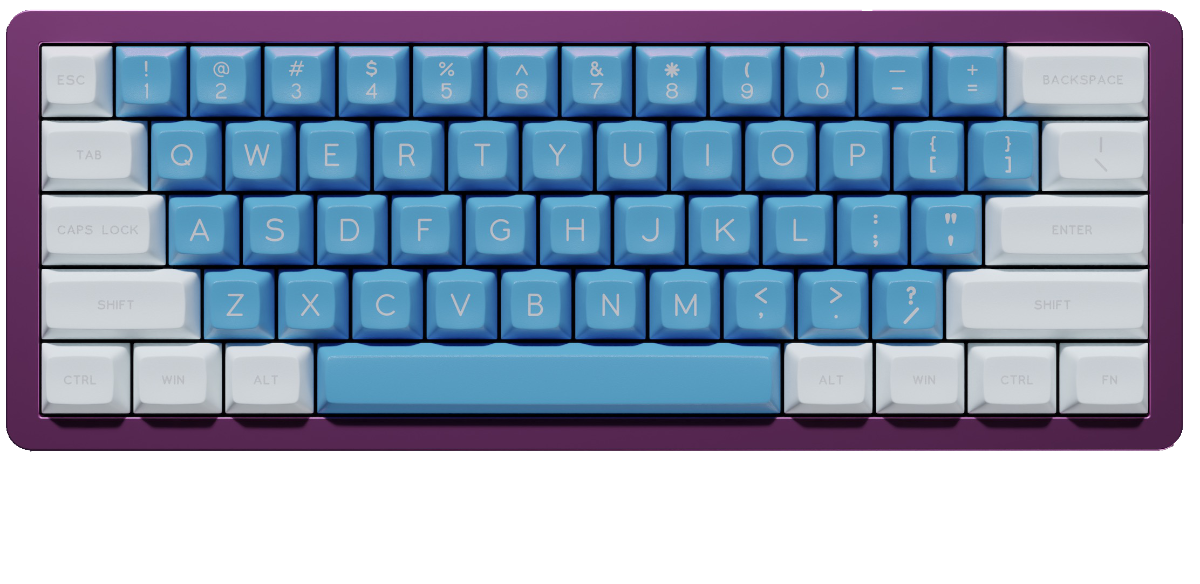 ESC ! @ # $ % ^ & * ( ) — + BACKSPACE
1 2 3 4 5 6 7 8 9 0 - =
TAB Q W E R T Y U I O P { } |
[ ] \
CAPS LOCK A S D F G H J K L : " ENTER
; '
SHIFT Z X C V B N M < > ? SHIFT
, . /
CTRL WIN ALT ALT WIN CTRL FN